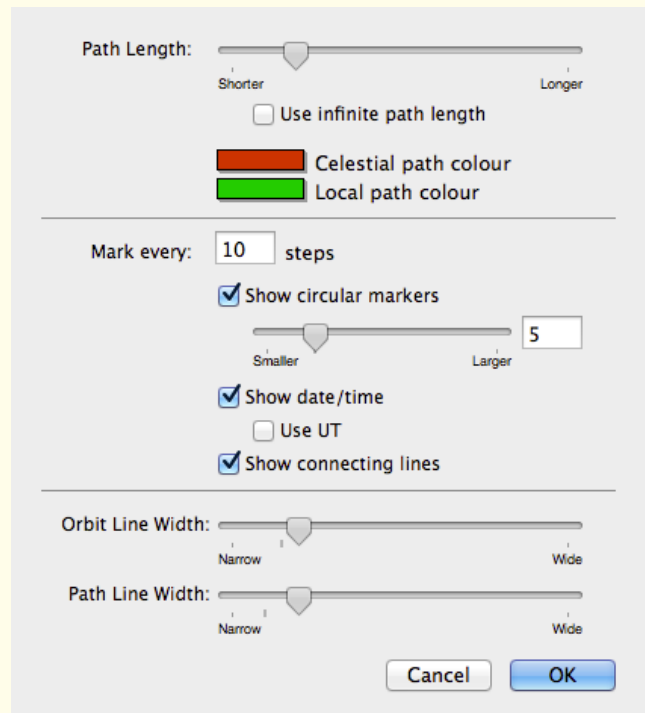 Path Length:
Shorter Longer
Use infinite path length
Celestial path colour
Local path colour
Mark every: 10 steps
Show circular markers
5
Smaller Larger
Show date/time
Use UT
Show connecting lines
Orbit Line Width:
Narrow Wide
Path Line Width:
Narrow Wide
Cancel OK